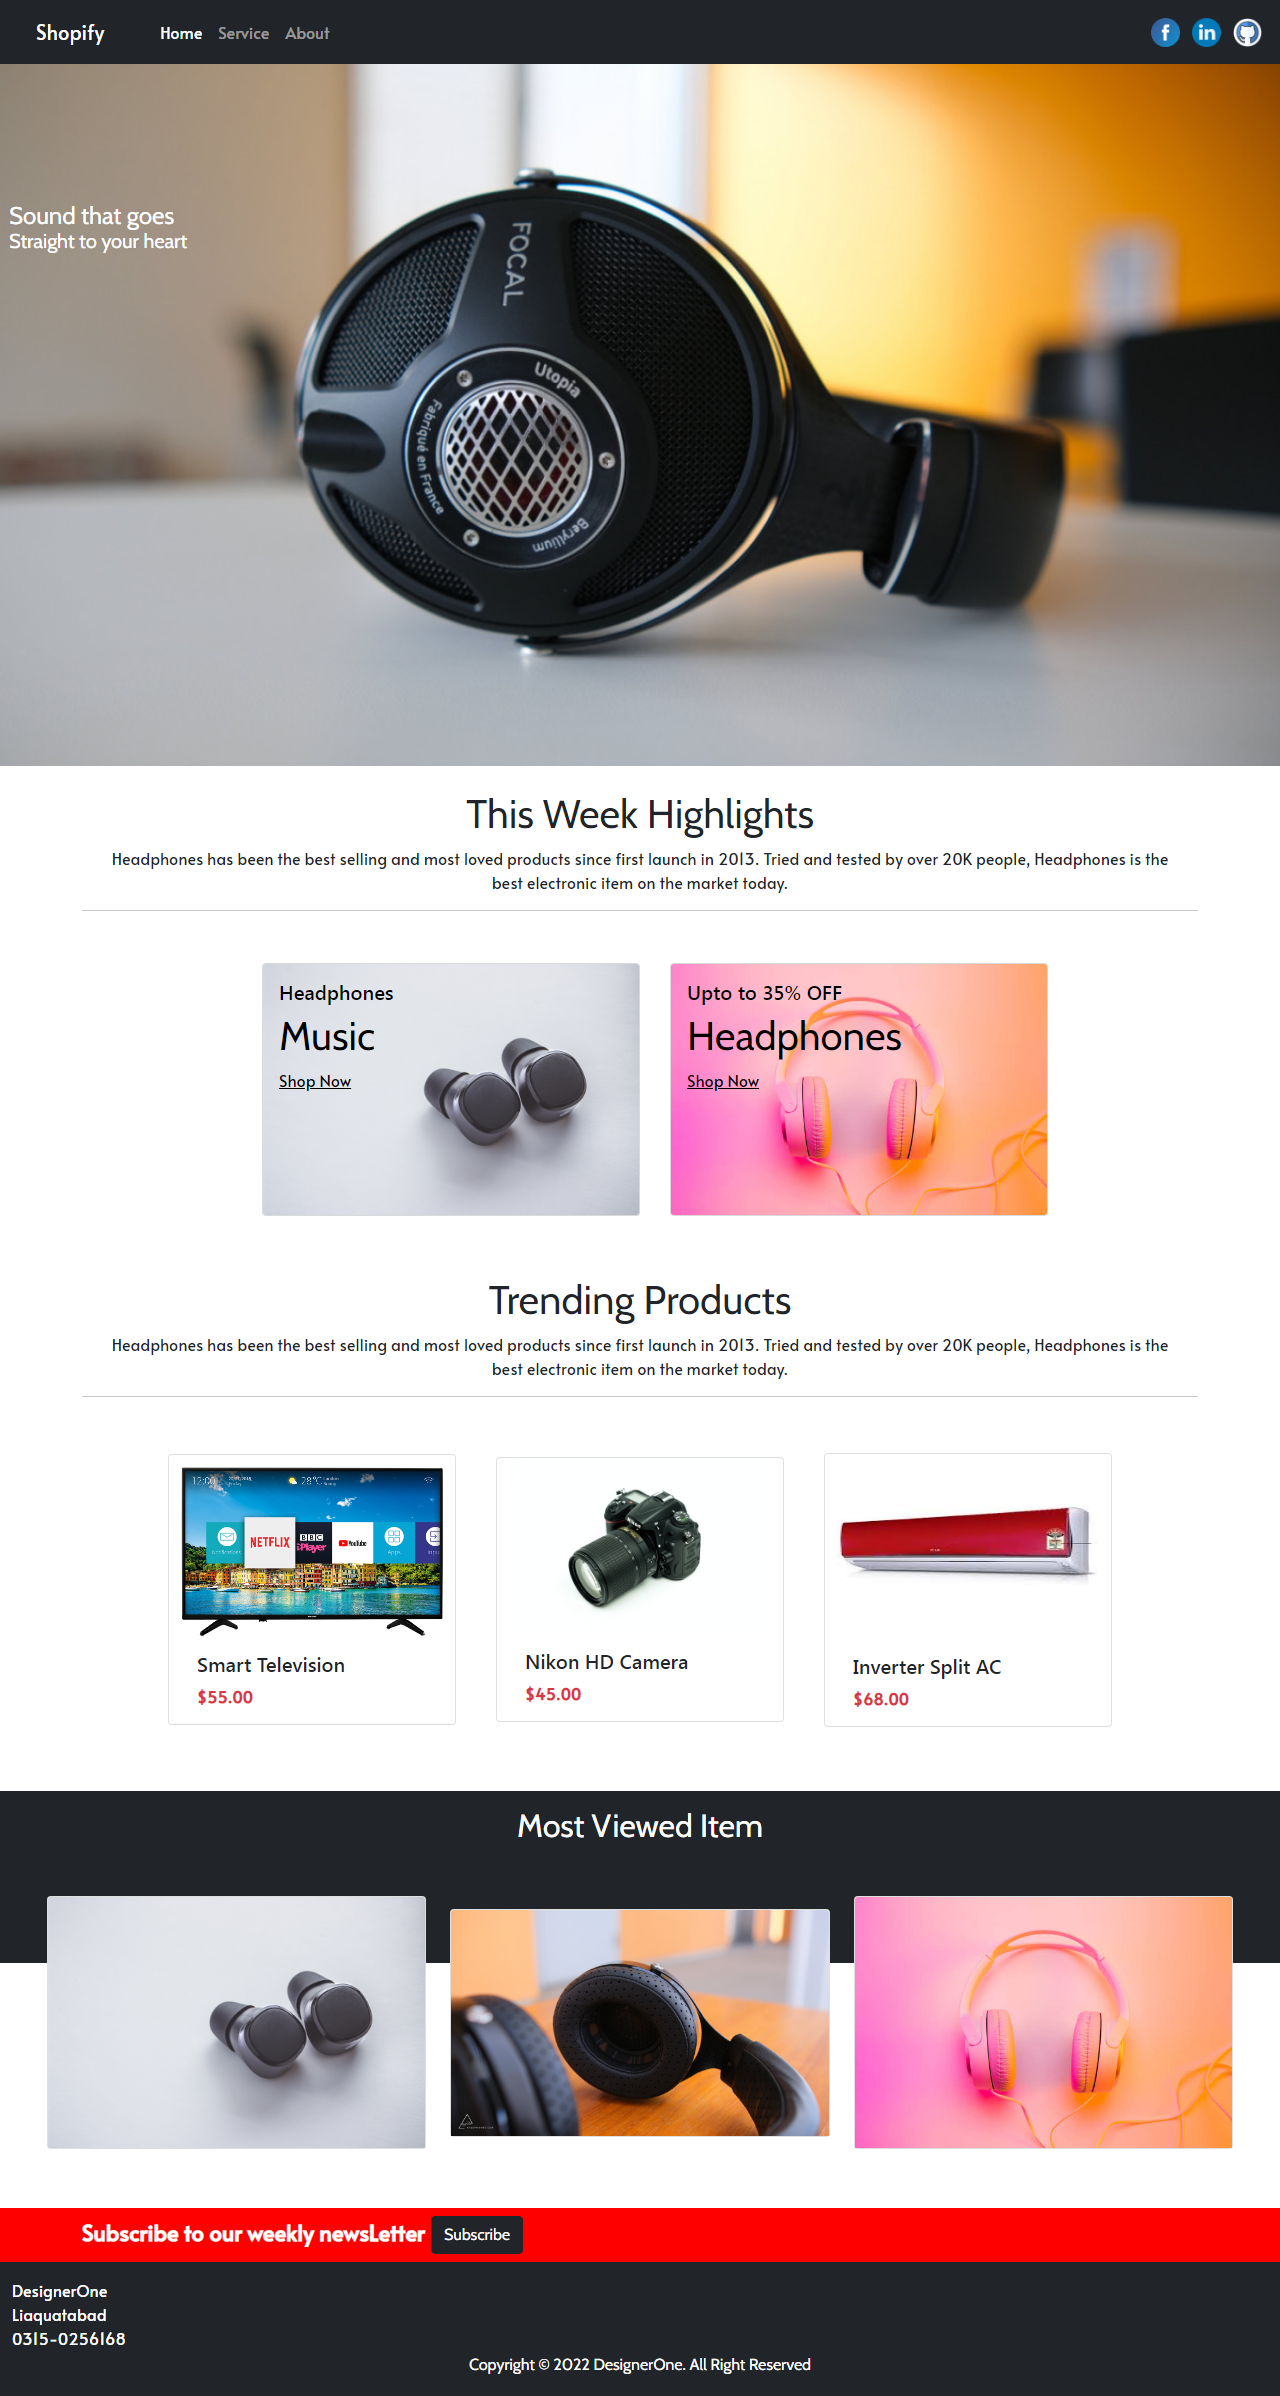 Shopify
Home Service About
Sound that goes
Straight to your heart
FOCAL
Utopia
Fabriqué en France
Beryllium
This Week Highlights
Headphones has been the best selling and most loved products since first launch in 2013. Tried and tested by over 20K people, Headphones is the
best electronic item on the market today.
Headphones
Music
Shop Now
Upto to 35% OFF
Headphones
Shop Now
Trending Products
Headphones has been the best selling and most loved products since first launch in 2013. Tried and tested by over 20K people, Headphones is the
best electronic item on the market today.
12:00
28°C
NETFLIX
BBC
iPlayer
YouTube
Apps
Smart Television
$55.00
Nikon HD Camera
$45.00
Inverter Split AC
$68.00
Most Viewed Item
Subscribe to our weekly newsLetter
Subscribe
DesignerOne
Liaquatabad
0315-0256168
Copyright © 2022 DesignerOne. All Right Reserved